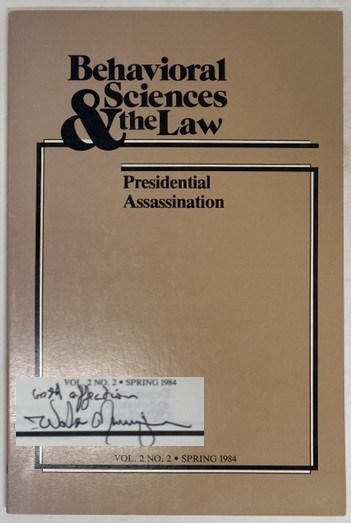 Behavioral
Sciences
& the Law
Presidential
Assassination
VOL. 2 NO. 2 • SPRING 1984
affection
VOL. 2 NO. 2 • SPRING 1984